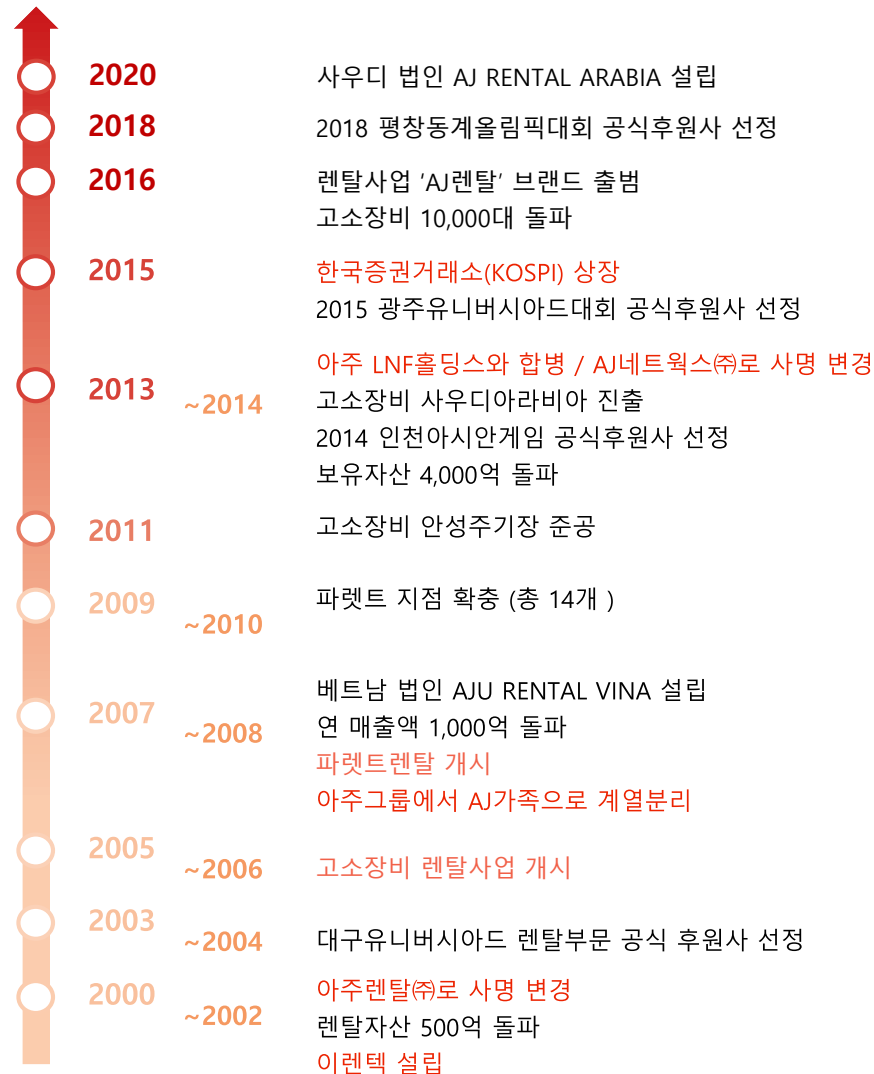 2020 사우디 법인 AJ RENTAL ARABIA 설립
2018 2018 평창동계올림픽대회 공식후원사 선정
2016 렌탈사업 ‘AJ렌탈’ 브랜드 출범
고소장비 10,000대 돌파
2015 한국증권거래소(KOSPI) 상장
2015 광주유니버시아드대회 공식후원사 선정
2013 ~2014 아주 LNF홀딩스와 합병 / AJ네트웍스㈜로 사명 변경
고소장비 사우디아라비아 진출
2014 인천아시안게임 공식후원사 선정
보유자산 4,000억 돌파
2011 고소장비 안성주기장 준공
2009 ~2010 파렛트 지점 확충 (총 14개 )
2007 ~2008 베트남 법인 AJU RENTAL VINA 설립
연 매출액 1,000억 돌파
파렛트렌탈 개시
아주그룹에서 AJ가족으로 계열분리
2005 ~2006 고소장비 렌탈사업 개시
2003 ~2004 대구유니버시아드 렌탈부문 공식 후원사 선정
2000 ~2002 아주렌탈㈜로 사명 변경
렌탈자산 500억 돌파
이렌텍 설립